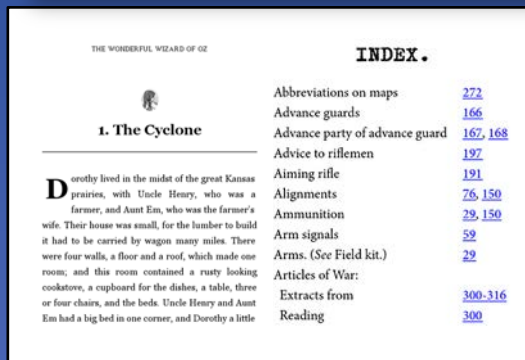 THE WONDERFUL WIZARD OF OZ
1. The Cyclone
Dorothy lived in the midst of the great Kansas
prairies, with Uncle Henry, who was a
farmer, and Aunt Em, who was the farmer's
wife. Their house was small, for the lumber to build
it had to be carried by wagon many miles. There
were four walls, a floor and a roof, which made one
room; and this room contained a rusty looking
cookstove, a cupboard for the dishes, a table, three
or four chairs, and the beds. Uncle Henry and Aunt
Em had a big bed in one corner, and Dorothy a little
INDEX.
Abbreviations on maps 272
Advance guards 166
Advance party of advance guard 167, 168
Advice to riflemen 197
Aiming rifle 191
Alignments 76, 150
Ammunition 29, 150
Arm signals 59
Arms. (See Field kit.) 29
Articles of War:
Extracts from 300-316
Reading 300